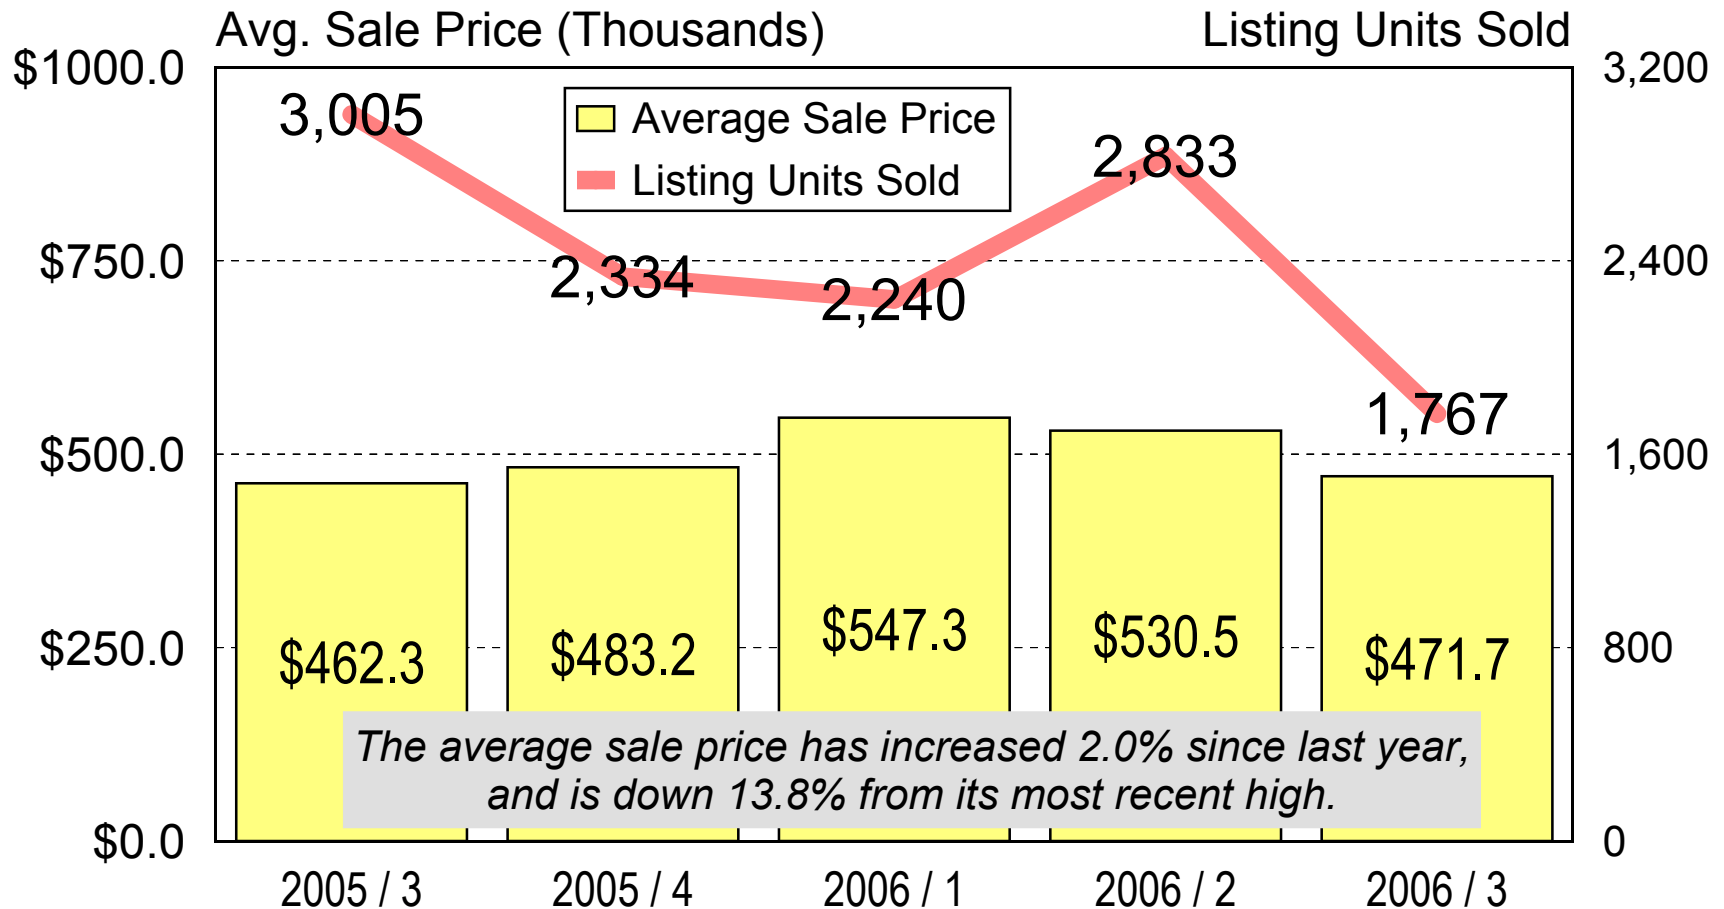 Avg. Sale Price (Thousands) Listing Units Sold
$1000.0 3,200
3,005
Average Sale Price
2,833
Listing Units Sold
$750.0 2,400
2,334
2,240
1,767
$500.0 1,600
$462.3 $483.2 $547.3 $530.5 $471.7
$250.0 800
The average sale price has increased 2.0% since last year,
and is down 13.8% from its most recent high.
$0.0 0
2005 / 3 2005 / 4 2006 / 1 2006 / 2 2006 / 3